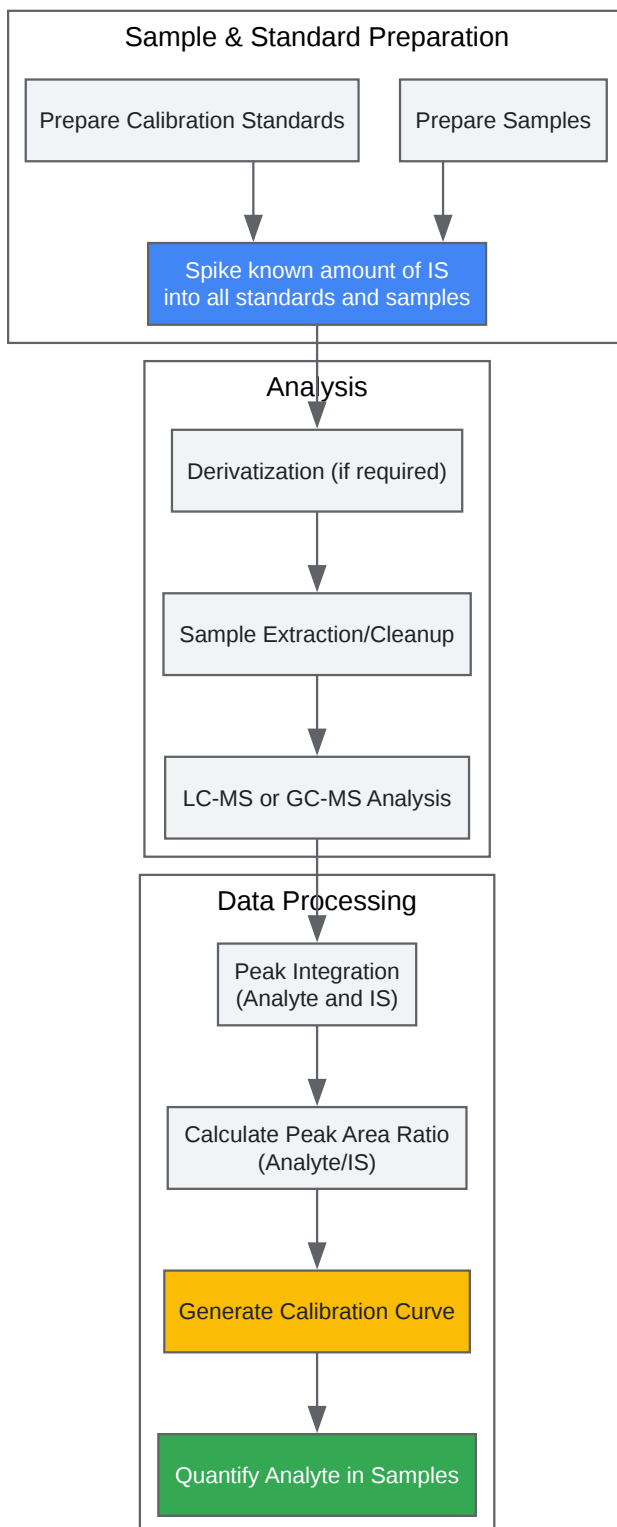 Sample & Standard Preparation
Prepare Calibration Standards
Prepare Samples
Spike known amount of IS
into all standards and samples
Analysis
Derivatization (if required)
Sample Extraction/Cleanup
LC-MS or GC-MS Analysis
Data Processing
Peak Integration
(Analyte and IS)
Calculate Peak Area Ratio
(Analyte/IS)
Generate Calibration Curve
Quantify Analyte in Samples